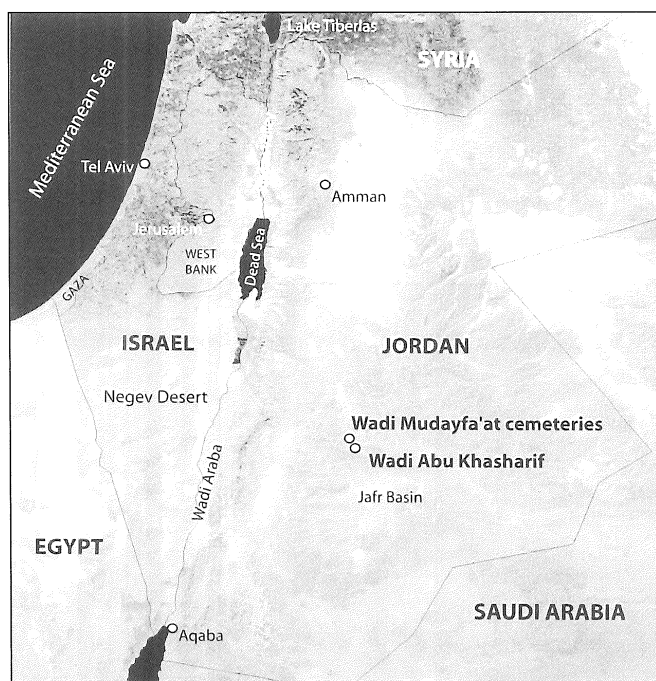 Lake Tiberias
SYRIA
Mediterranean Sea
Tel Aviv
Amman
Jerusalem
WEST
BANK
Dead Sea
GAZA
ISRAEL
JORDAN
Negev Desert
Wadi Mudayfa'at cemeteries
Wadi Abu Khasharif
Wadi Araba
Jafr Basin
EGYPT
SAUDI ARABIA
Aqaba